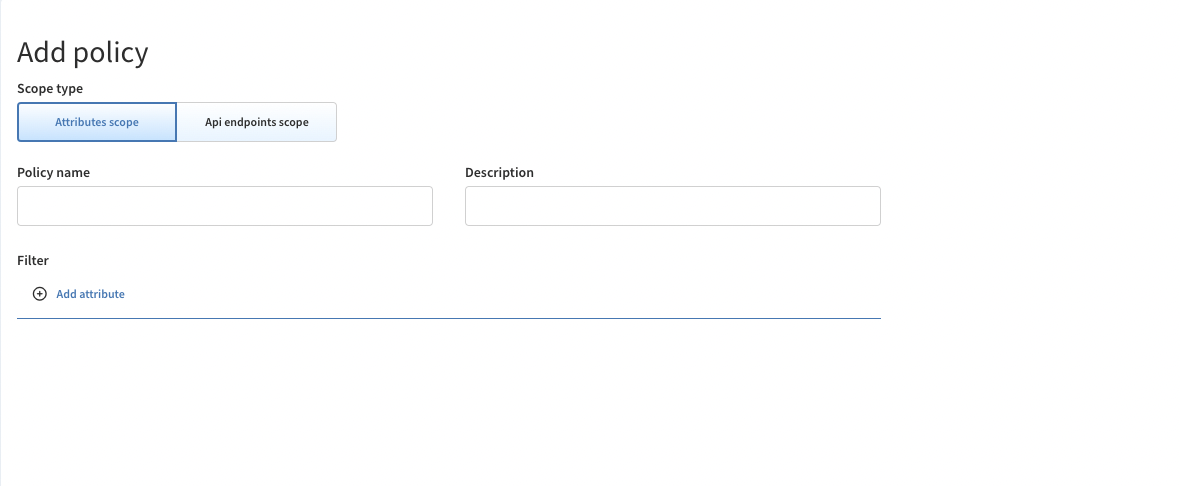 Add policy
Scope type
Attributes scope Api endpoints scope
Policy name Description
Filter
Add attribute